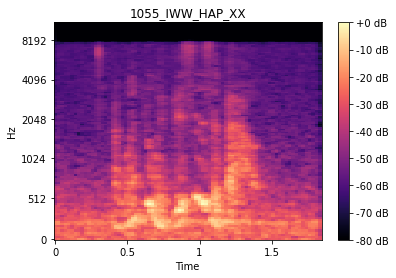 1055_IWW_HAP_XX
8192
4096
2048
1024
512
0
Hz
0
0.5
1
1.5
Time
+0 dB
-10 dB
-20 dB
-30 dB
-40 dB
-50 dB
-60 dB
-70 dB
-80 dB